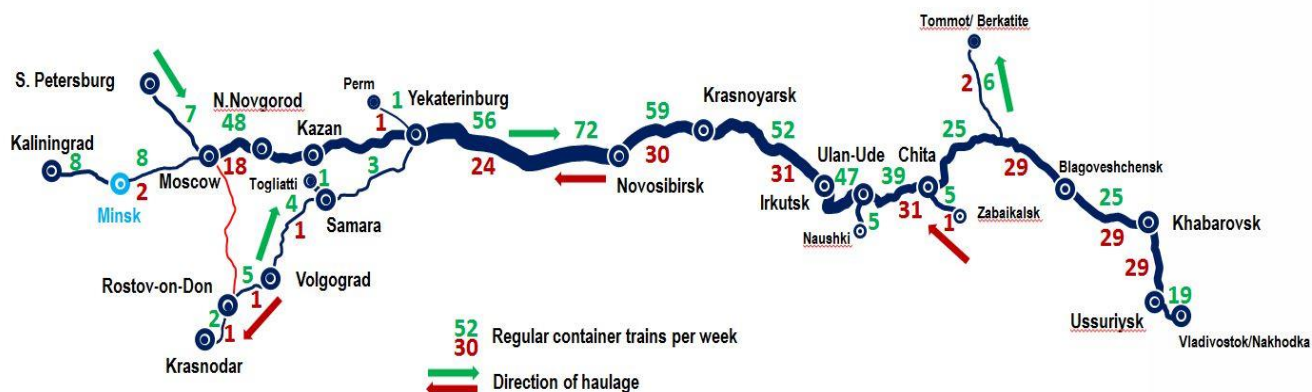 Tommot/ Berkatite
2 6
S. Petersburg
7
N.Novgorod
48
Perm
1
1
Yekaterinburg
56
72
59
Krasnoyarsk
52
Kaliningrad
8
8
2
Minsk
Moscow
18
Kazan
Togliatti
1
3
24
Novosibirsk
30
31
Irkutsk
Ulan-Ude
47
39
Chita
31
25
29
Blagoveshchensk
25
29
Khabarovsk
29
5
Naushki
5
1
Zabaikalsk
4
1
Samara
5
1
Volgograd
Rostov-on-Don
2
1
Krasnodar
19
Ussuriysk
Vladivostok/Nakhodka
52
30
Regular container trains per week
Direction of haulage